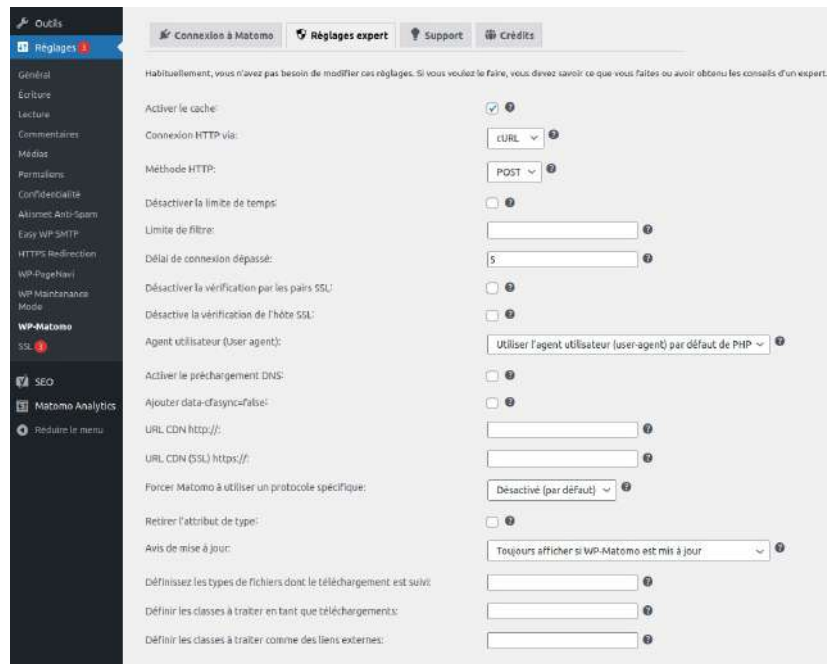 Outils
Réglages 1
Général
Écriture
Lecture
Commentaires
Médias
Permaliens
Confidentialité
Akismet Anti-Spam
Easy WP SMTP
HTTPS Redirection
WP-PageNavi
WP Maintenance
Mode
WP-Matomo
SSL
SEO
Matomo Analytics
Réduire le menu
Connexion à Matomo
Réglages expert
Support
Crédits
Habituellement, vous n'avez pas besoin de modifier ces réglages. Si vous voulez le faire, vous devez savoir ce que vous faites ou avoir obtenu les conseils d'un expert.
Activer le cache:
Connexion HTTP via: cURL
Méthode HTTP: POST
Désactiver la limite de temps:
Limite de filtre:
Délai de connexion dépassé: 5
Désactiver la vérification par les pairs SSL:
Désactive la vérification de l'hôte SSL:
Agent utilisateur (User agent): Utiliser l'agent utilisateur (user-agent) par défaut de PHP
Activer le préchargement DNS:
Ajouter data-cfasync=false:
URL CDN http://:
URL CDN (SSL) https://:
Forcer Matomo à utiliser un protocole spécifique: Désactivé (par défaut)
Retirer l'attribut de type:
Avis de mise à jour: Toujours afficher si WP-Matomo est mis à jour
Définissez les types de fichiers dont le téléchargement est suivi:
Définir les classes à traiter en tant que téléchargements:
Définir les classes à traiter comme des liens externes: